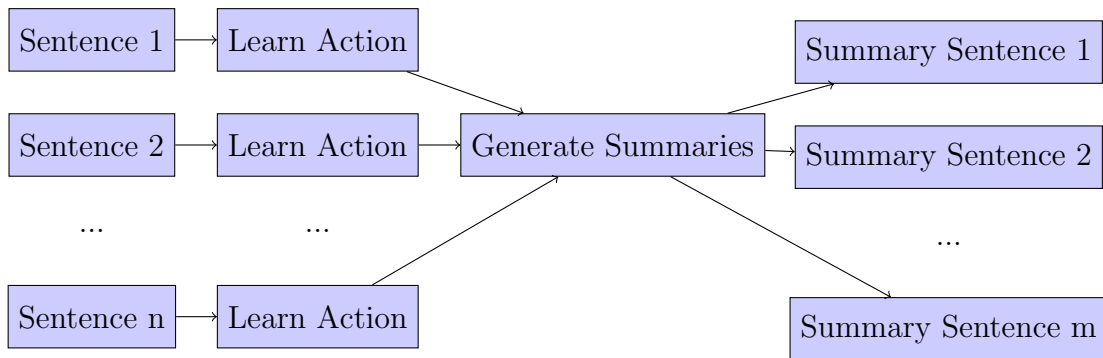 Sentence 1
Learn Action
Summary Sentence 1
Sentence 2
Learn Action
Generate Summaries
Summary Sentence 2
...
...
...
Sentence n
Learn Action
Summary Sentence m